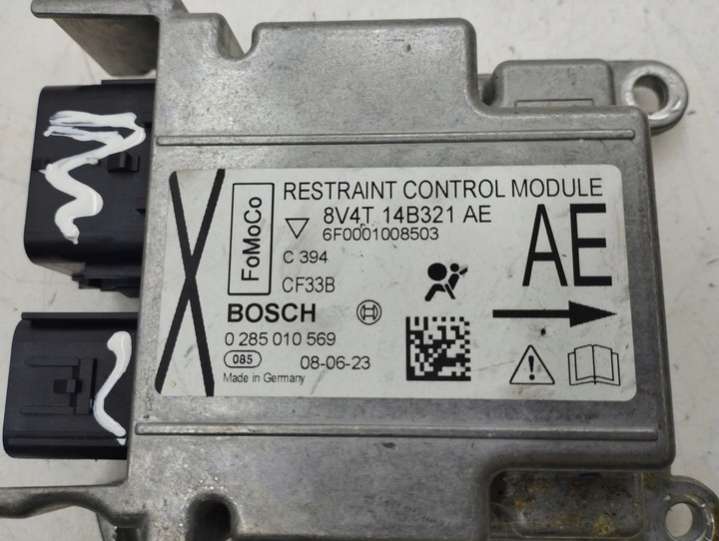 RESTRAINT CONTROL MODULE
FoMoCo
8V4T 14B321 AE
6F0001008503
AE
C 394
CF33B
BOSCH
0 285 010 569
085
08-06-23
Made in Germany